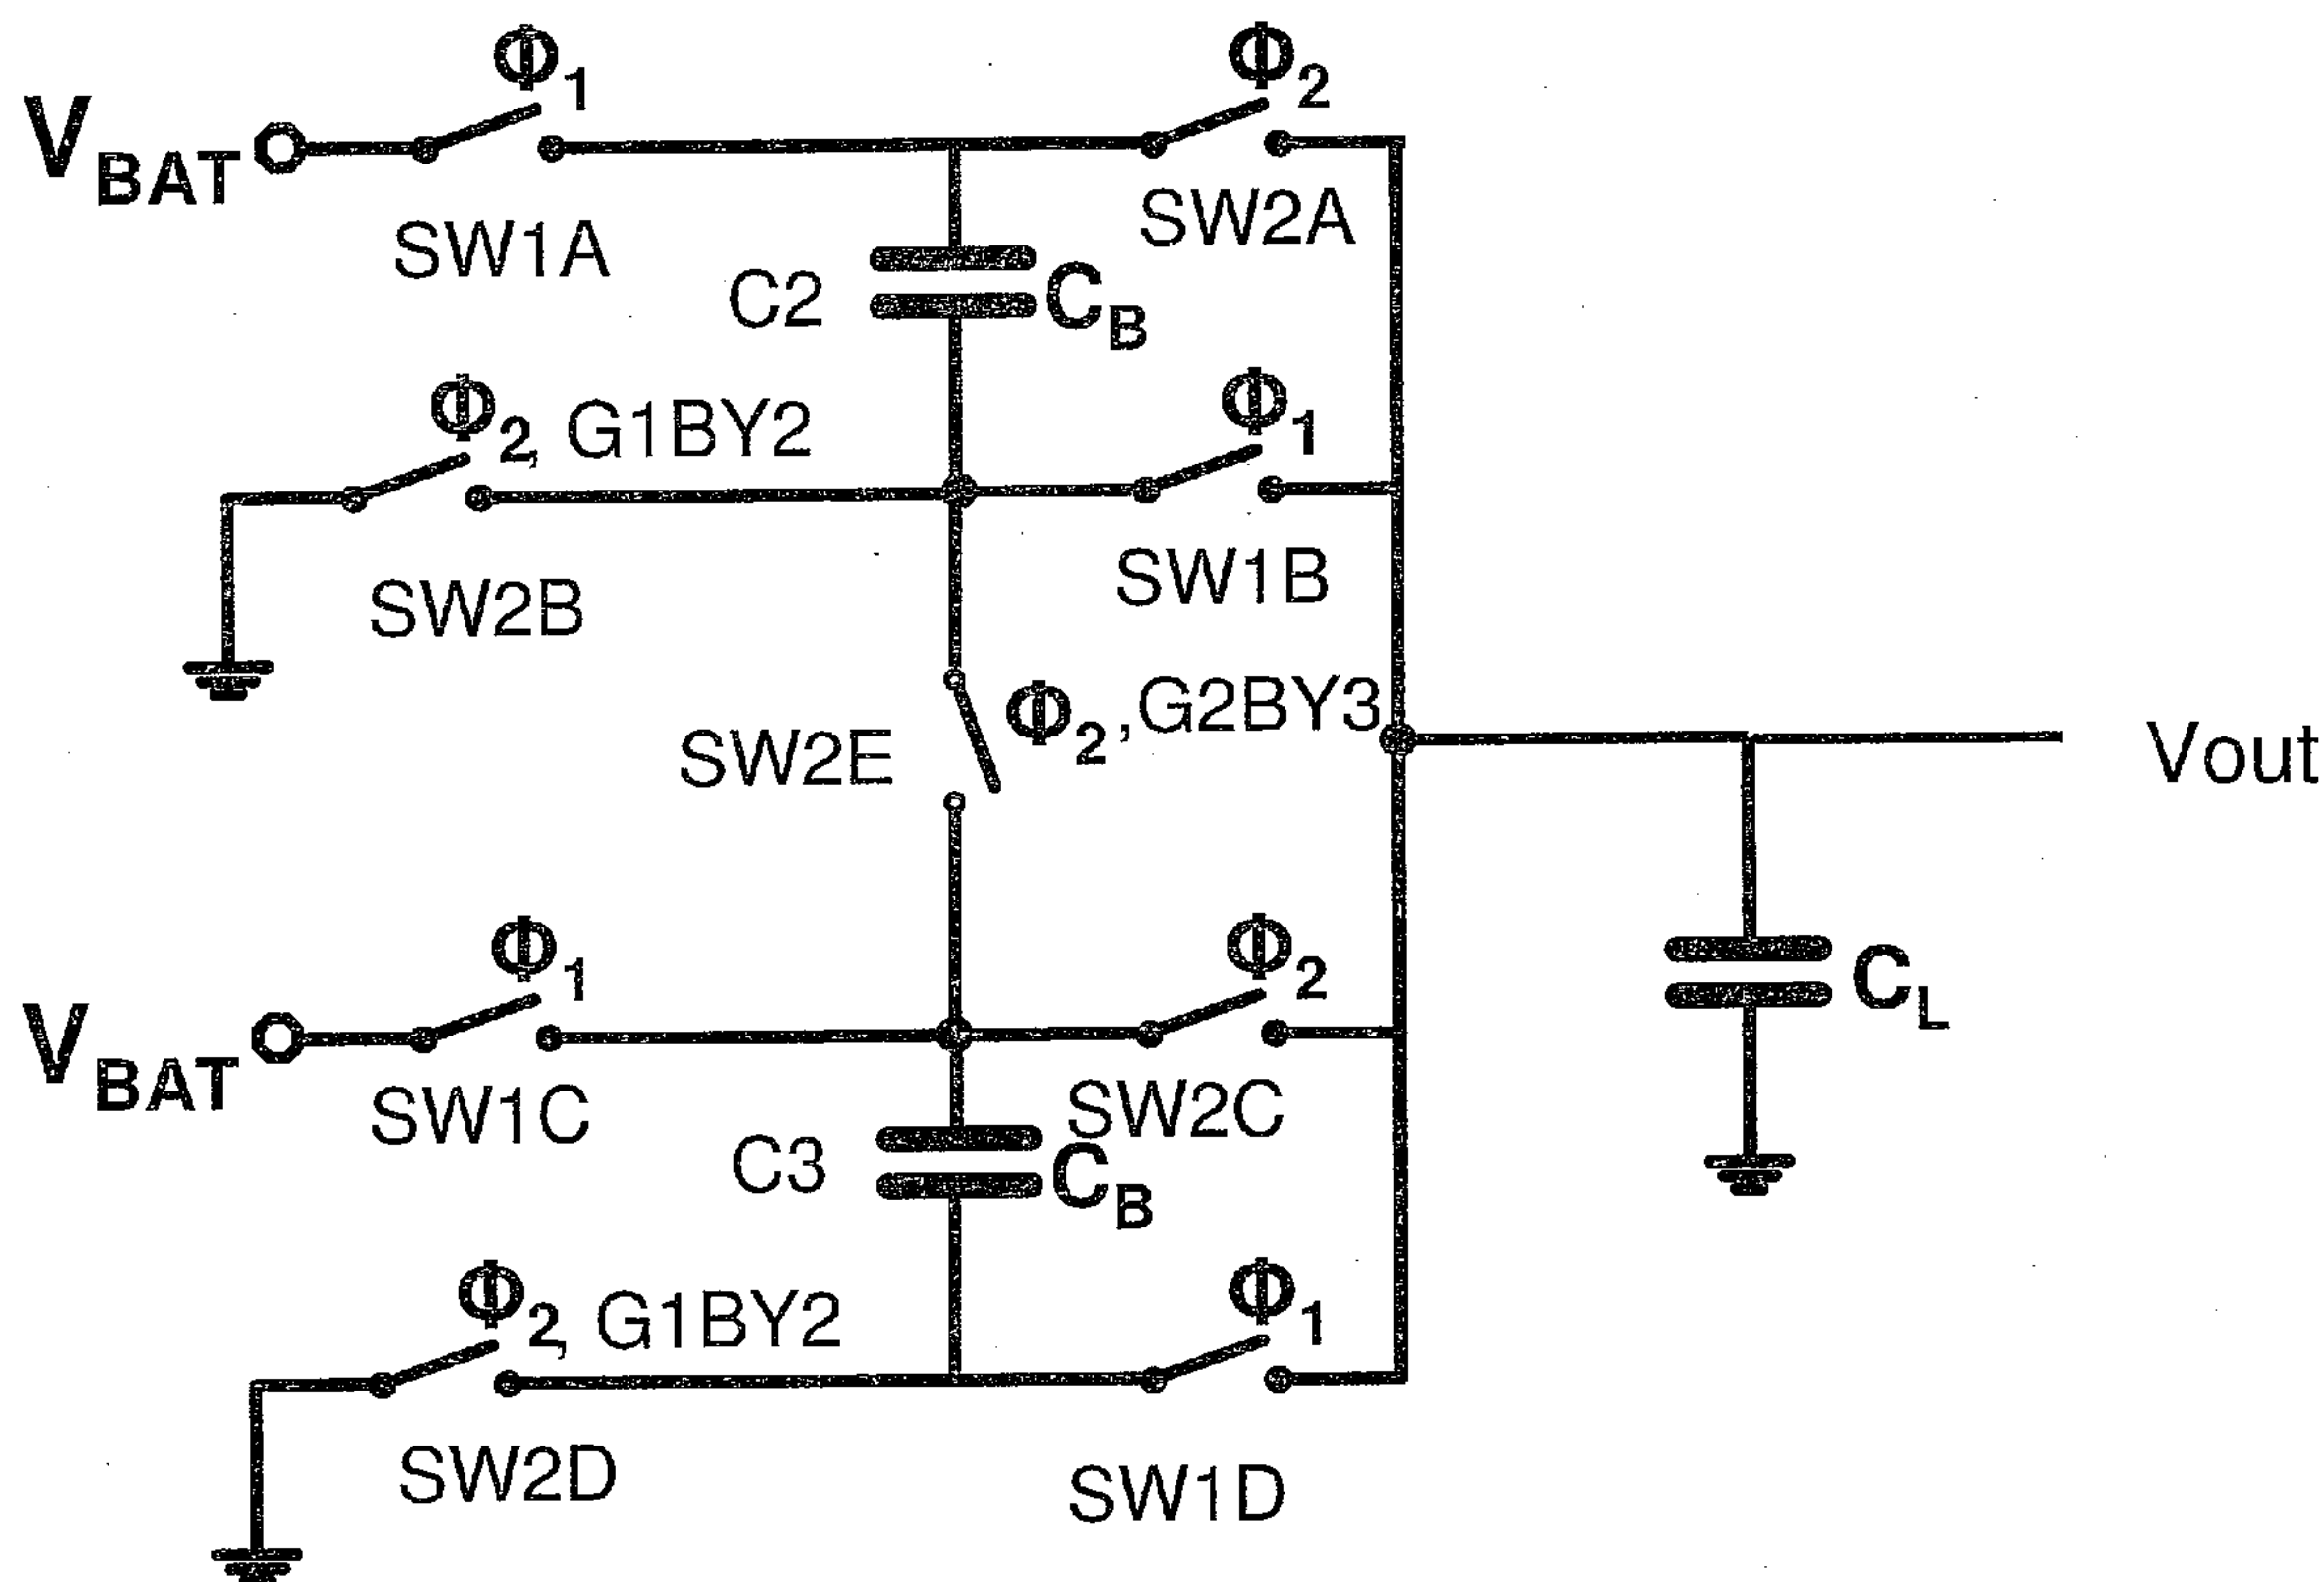 Φ1
Φ2
VBAT
SW1A
SW2A
C2
CB
Φ2, G1BY2
Φ1
SW2B
SW1B
SW2E
Φ2, G2BY3
Vout
Φ1
Φ2
VBAT
SW1C
SW2C
C3
CB
CL
Φ2, G1BY2
Φ1
SW2D
SW1D